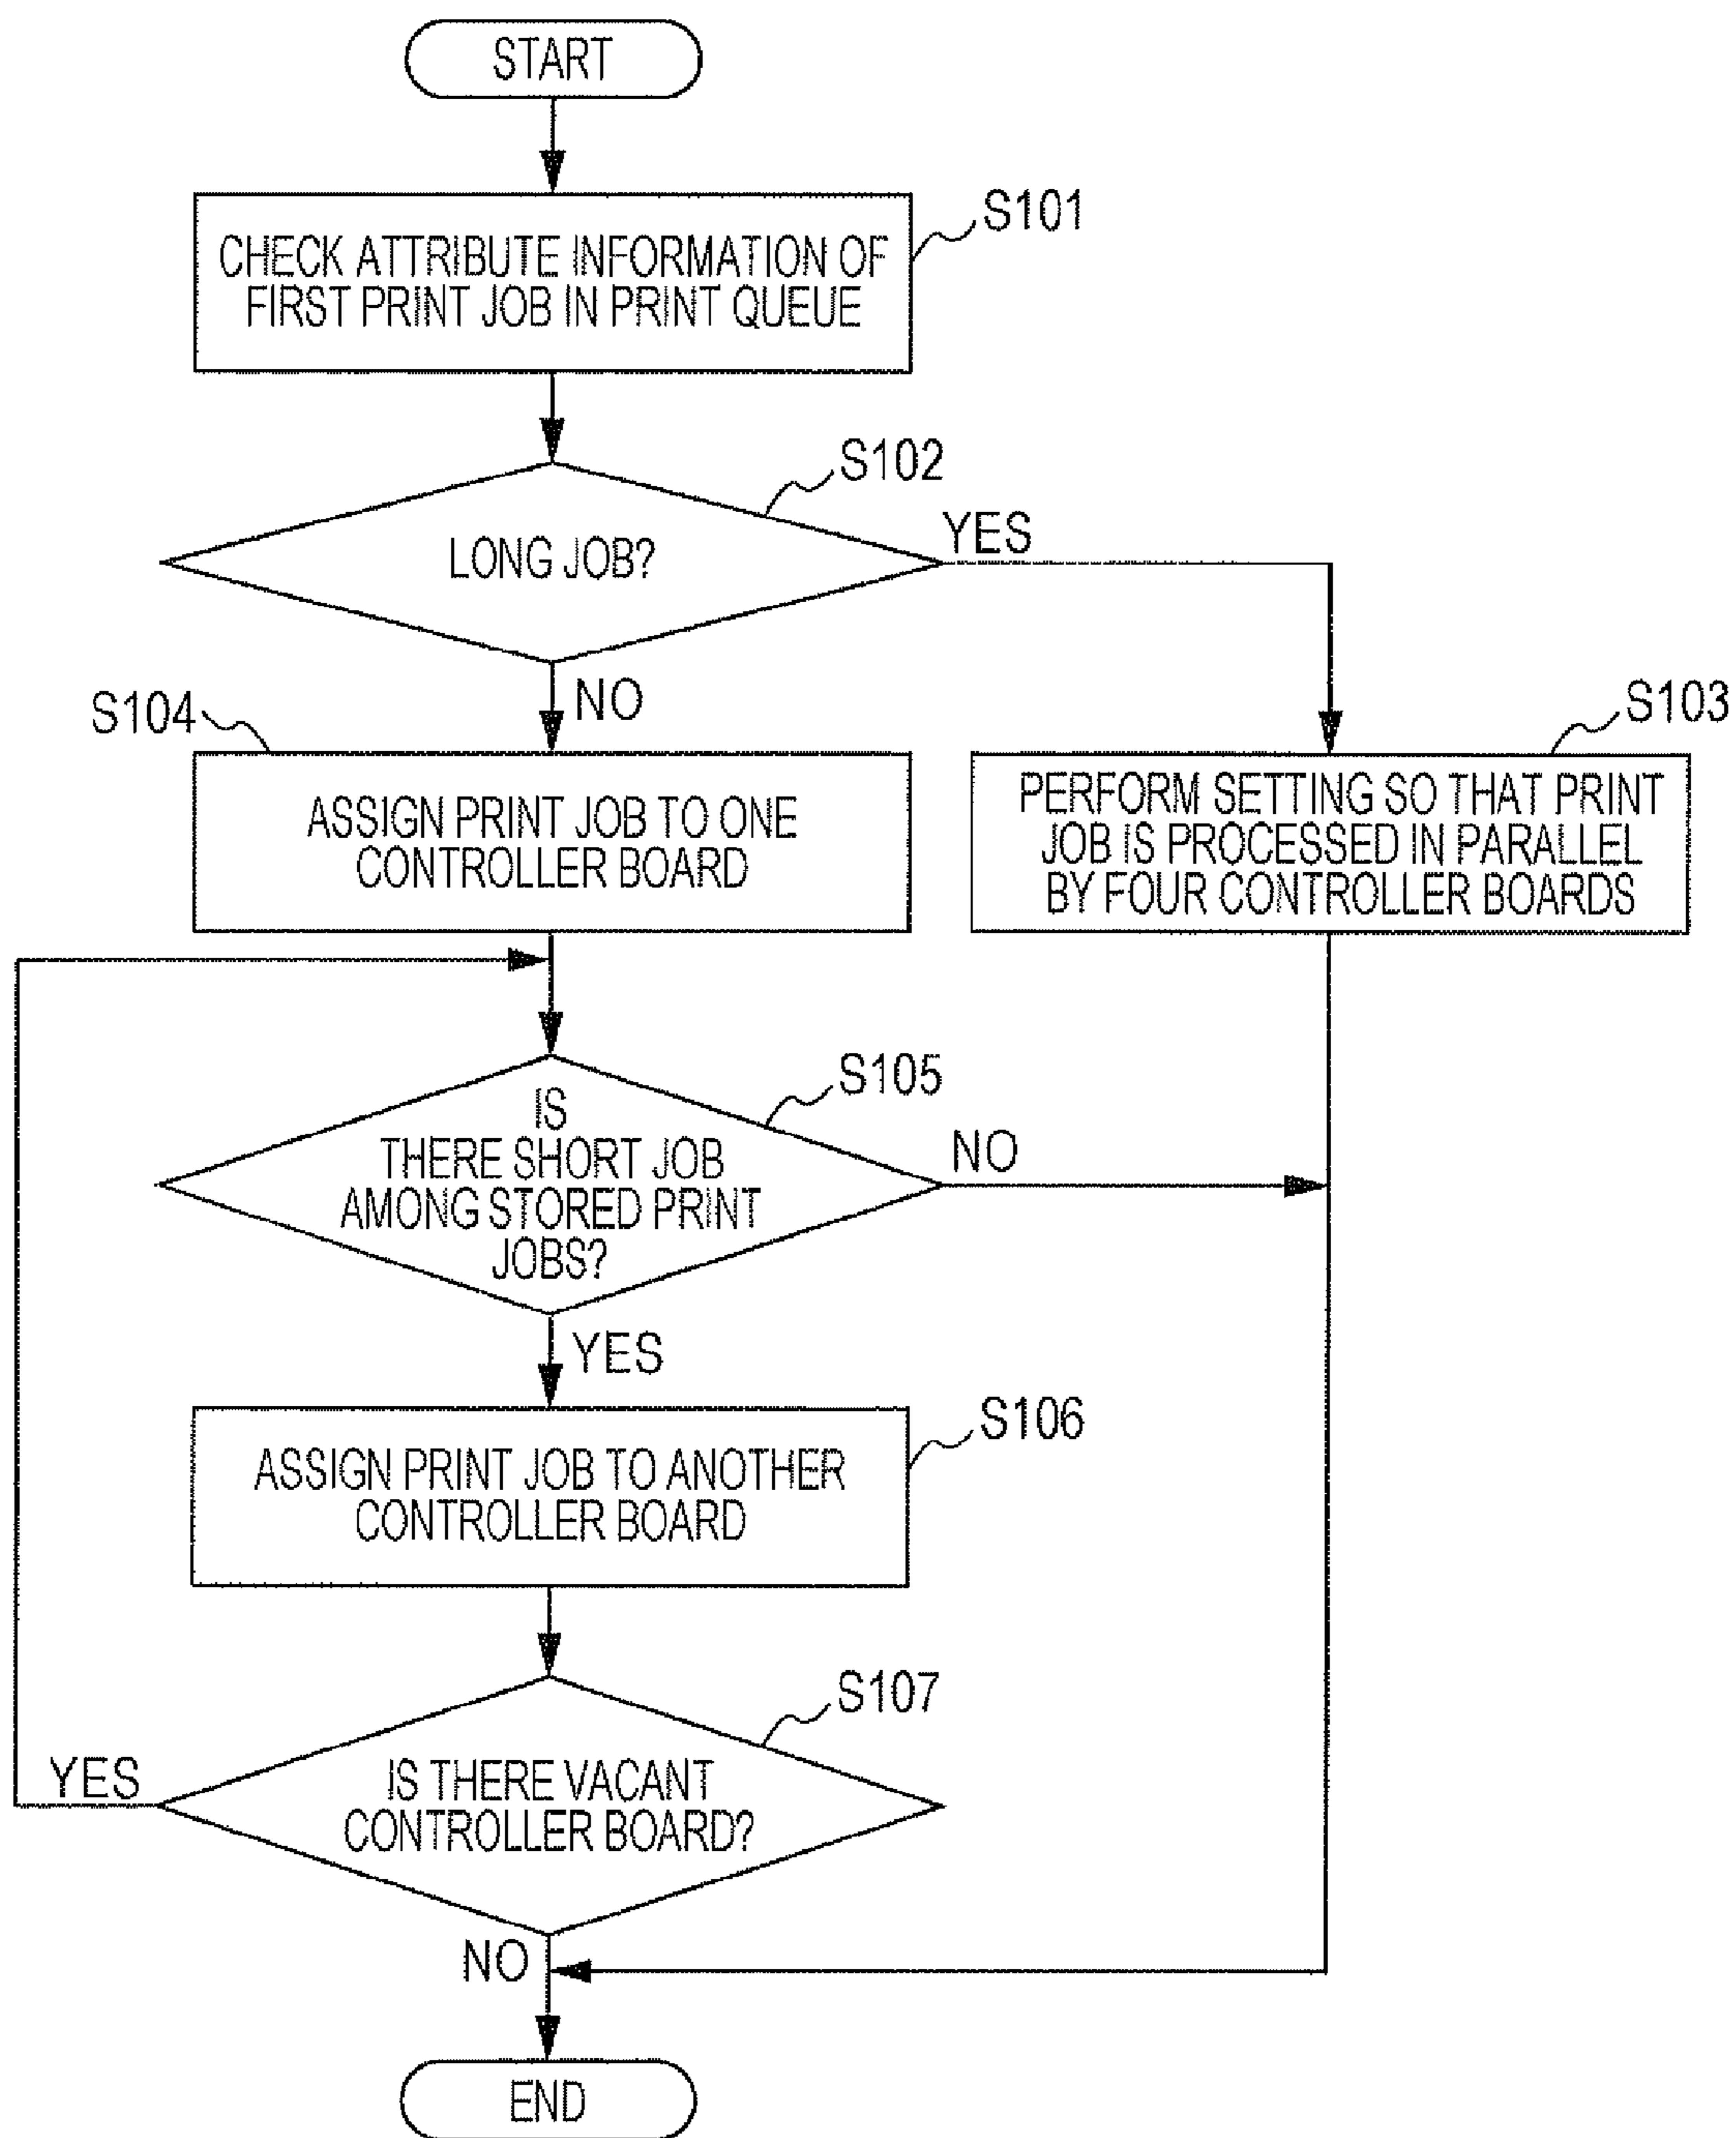 START
S101
CHECK ATTRIBUTE INFORMATION OF
FIRST PRINT JOB IN PRINT QUEUE
S102
LONG JOB?
YES
NO
S104
ASSIGN PRINT JOB TO ONE
CONTROLLER BOARD
S103
PERFORM SETTING SO THAT PRINT
JOB IS PROCESSED IN PARALLEL
BY FOUR CONTROLLER BOARDS
S105
IS
THERE SHORT JOB
AMONG STORED PRINT
JOBS?
NO
YES
S106
ASSIGN PRINT JOB TO ANOTHER
CONTROLLER BOARD
S107
IS THERE VACANT
CONTROLLER BOARD?
YES
NO
END